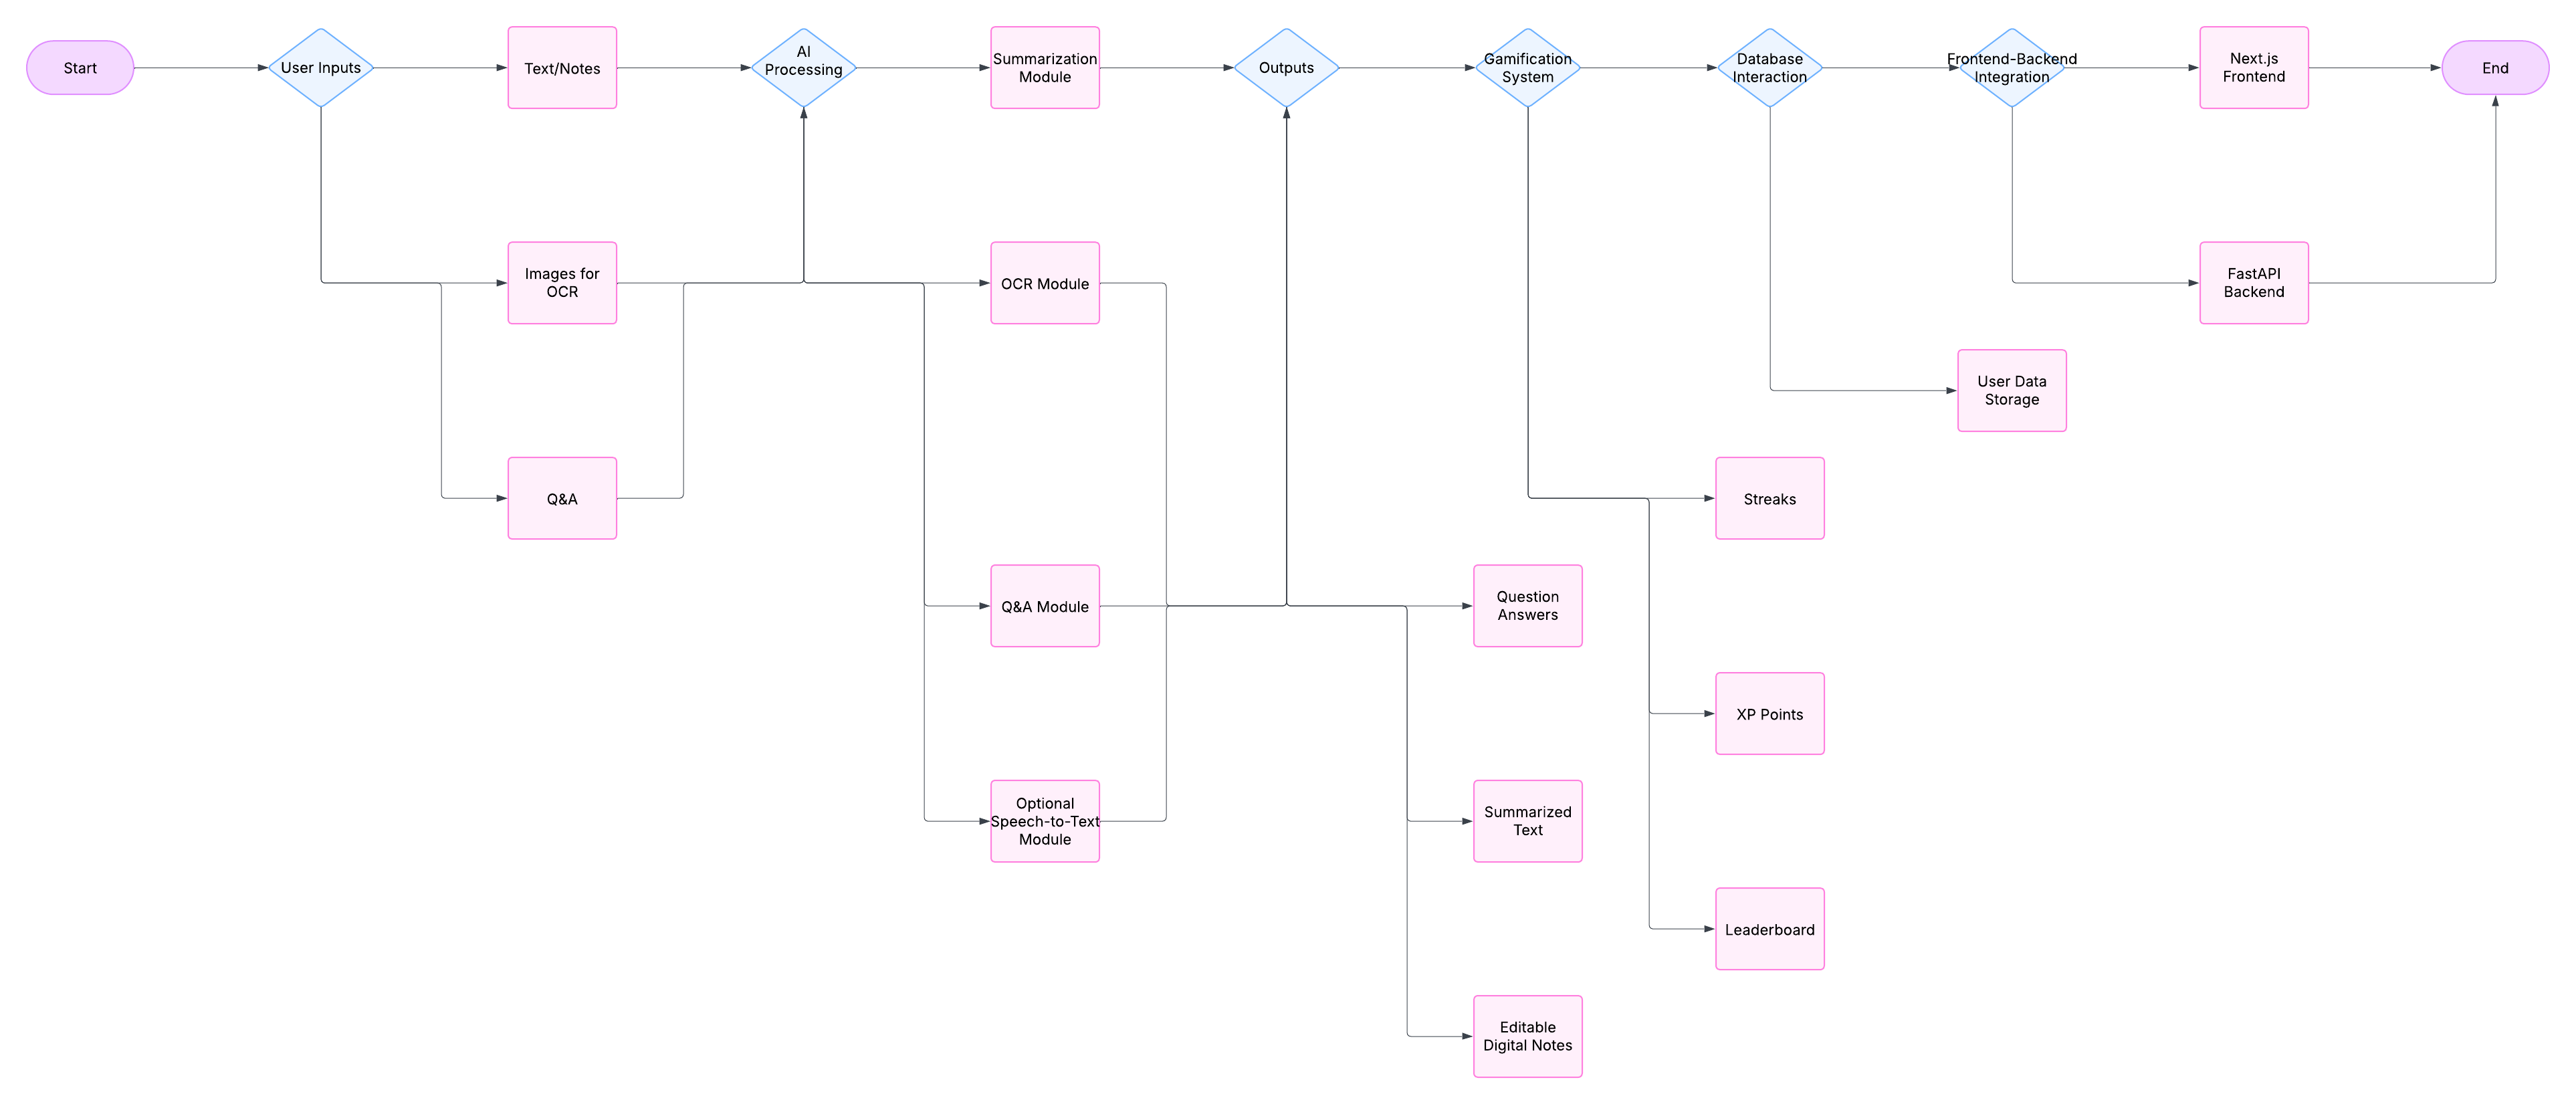 Start
User Inputs
Text/Notes
AI
Processing
Summarization
Module
Outputs
Gamification
System
Database
Interaction
Frontend-Backend
Integration
Next.js
Frontend
End
Images for
OCR
OCR Module
FastAPI
Backend
User Data
Storage
Q&A
Streaks
Q&A Module
Question
Answers
XP Points
Optional
Speech-to-Text
Module
Summarized
Text
Leaderboard
Editable
Digital Notes